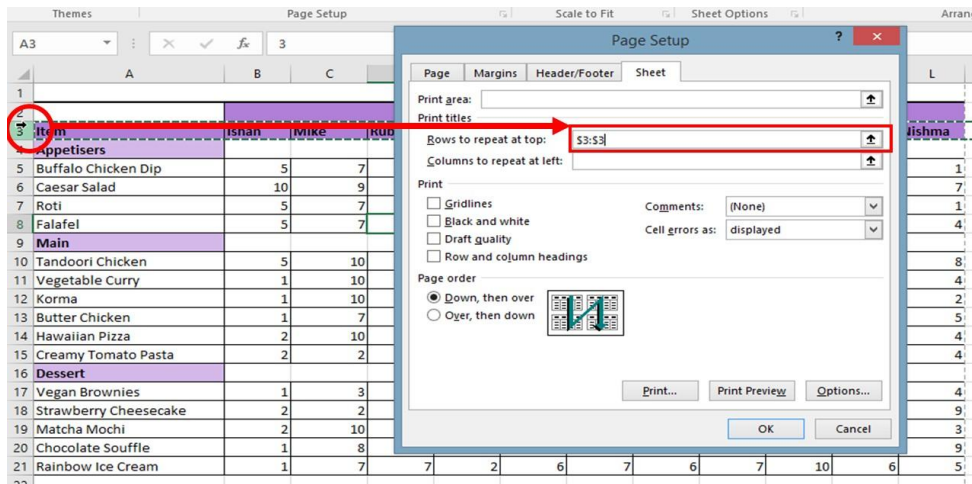 Themes Page Setup Scale to Fit Sheet Options
A3 fx 3
Page Setup ? ×
A B C L
Page Margins Header/Footer Sheet
1
Print area:
2
Print titles
3 Item Ishan Mike Rub Jishma
Rows to repeat at top: $3:$3
4 Appetisers
Columns to repeat at left:
5 Buffalo Chicken Dip 5 7 1
Print
6 Caesar Salad 10 9 7
Gridlines Comments: (None)
7 Roti 5 7 1
Black and white
8 Falafel 5 7 4
Cell errors as: displayed
Draft quality
9 Main
Row and column headings
10 Tandoori Chicken 5 10 8
Page order
11 Vegetable Curry 1 10 4
Down, then over
12 Korma 1 10 2
Over, then down
13 Butter Chicken 1 7 5
14 Hawaiian Pizza 2 10 4
15 Creamy Tomato Pasta 2 2 4
16 Dessert
17 Vegan Brownies 1 3 4
Print... Print Preview Options...
18 Strawberry Cheesecake 2 2 9
19 Matcha Mochi 2 10 3
OK Cancel
20 Chocolate Souffle 1 8 9
21 Rainbow Ice Cream 1 7 7 2 6 7 6 7 10 6 5